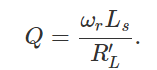 Q = \frac{\omega_r L_s}{R'_L}.